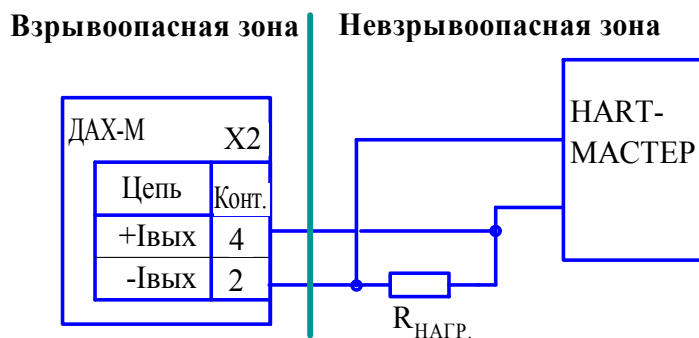 Взрывоопасная зона
Невзрывоопасная зона
ДАХ-М
X2
Цепь
Конт.
+Iвых
4
-Iвых
2
HART-
МАСТЕР
RНАГР.